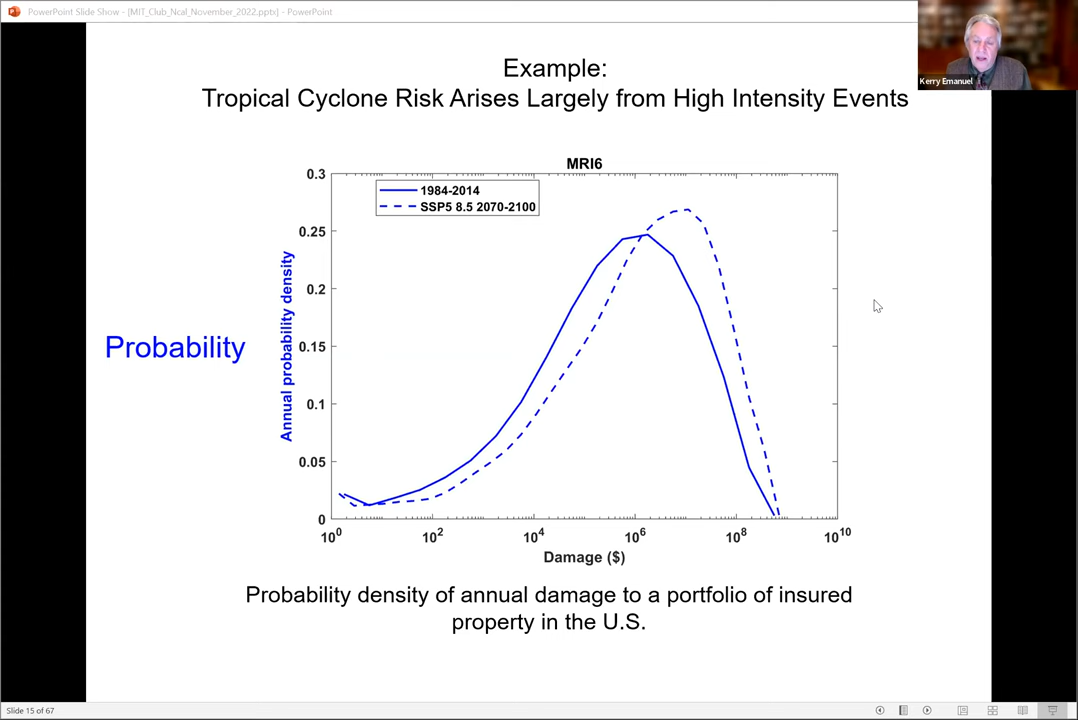 PowerPoint Slide Show - [MIT_Club_Ncal_November_2022.pptx] - PowerPoint
Kerry Emanuel
Example:
Tropical Cyclone Risk Arises Largely from High Intensity Events
MRI6
1984-2014
SSP5 8.5 2070-2100
0.3
0.25
0.2
0.15
0.1
0.05
0
Annual probability density
Probability
10^0
10^2
10^4
10^6
10^8
10^10
Damage ($)
Probability density of annual damage to a portfolio of insured
property in the U.S.
Slide 15 of 67